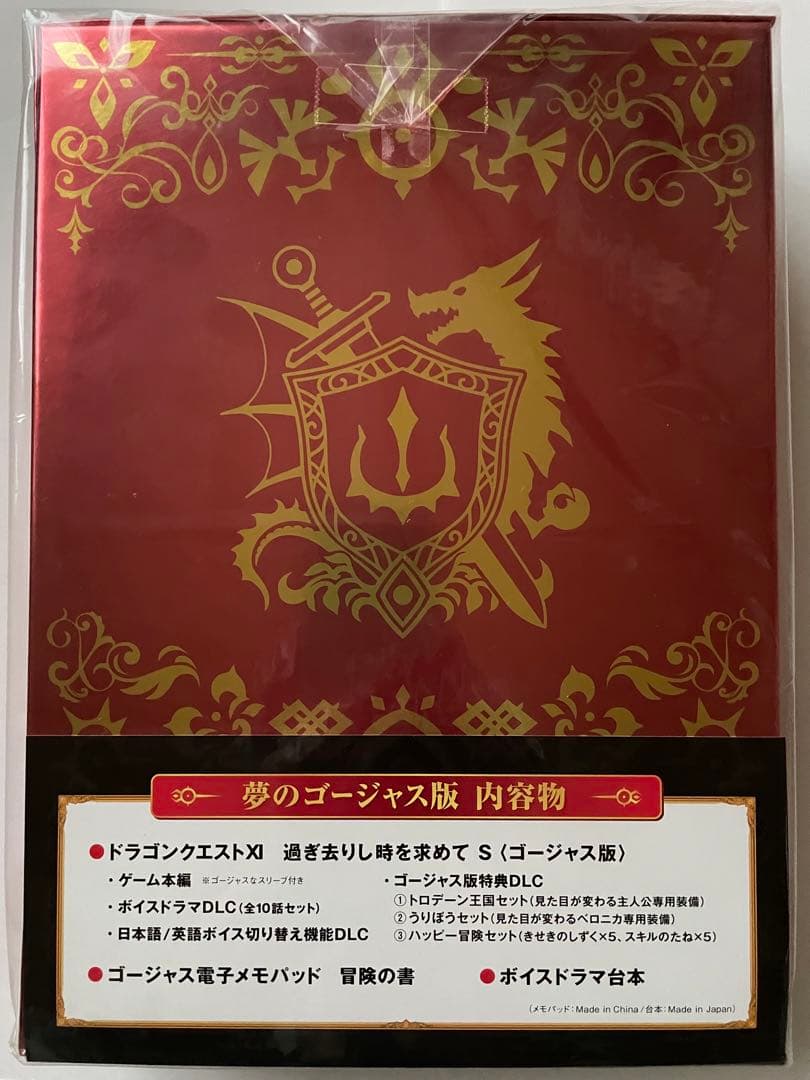 夢のゴージャス版 内容物
●ドラゴンクエストXI 過ぎ去りし時を求めて S〈ゴージャス版〉
・ゲーム本編 ※ゴージャスなスリーブ付き
・ボイスドラマDLC(全10話セット)
・日本語/英語ボイス切り替え機能DLC
・ゴージャス版特典DLC
①トロデーン王国セット(見た目が変わる主人公専用装備)
②うりぼうセット(見た目が変わるベロニカ専用装備)
③ハッピー冒険セット(きせきのしずく×5、スキルのたね×5)
●ゴージャス電子メモパッド 冒険の書
●ボイスドラマ台本
(メモパッド:Made in China/台本:Made in Japan)